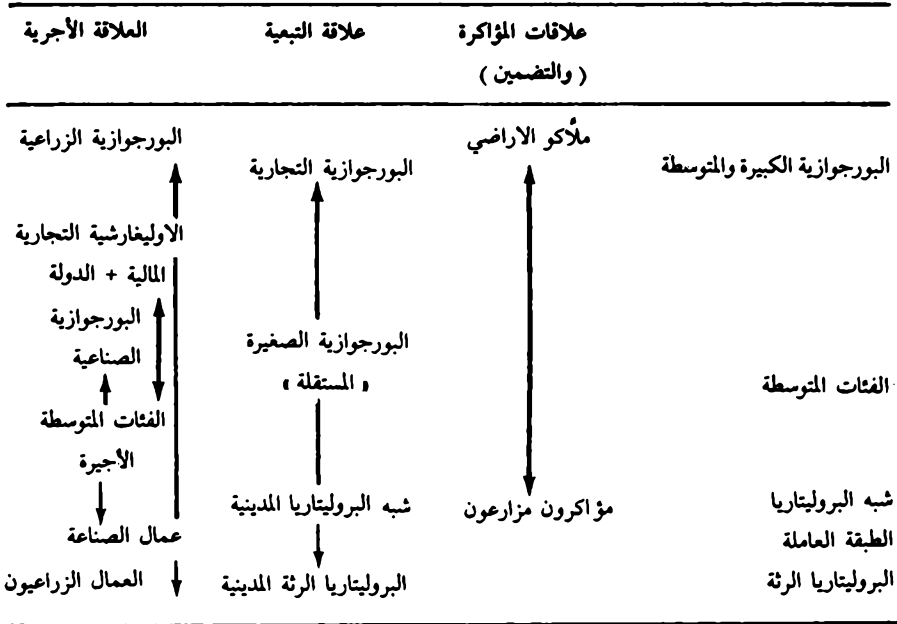 علاقات المؤاكرة
(والتضمين)
علاقة التبعية
العلاقة الأجرية
البورجوازية الكبيرة والمتوسطة
الفئات المتوسطة
شبه البروليتاريا
الطبقة العاملة
البروليتاريا الرثة
ملّاكو الاراضي
مؤاكرون مزارعون
البورجوازية التجارية
البورجوازية الصغيرة
« المستقلة »
شبه البروليتاريا المدينية
البروليتاريا الرثة المدينية
البورجوازية الزراعية
الاوليغارشية التجارية
المالية + الدولة
البورجوازية
الصناعية
الفئات المتوسطة
الأجيرة
عمال الصناعة
العمال الزراعيون